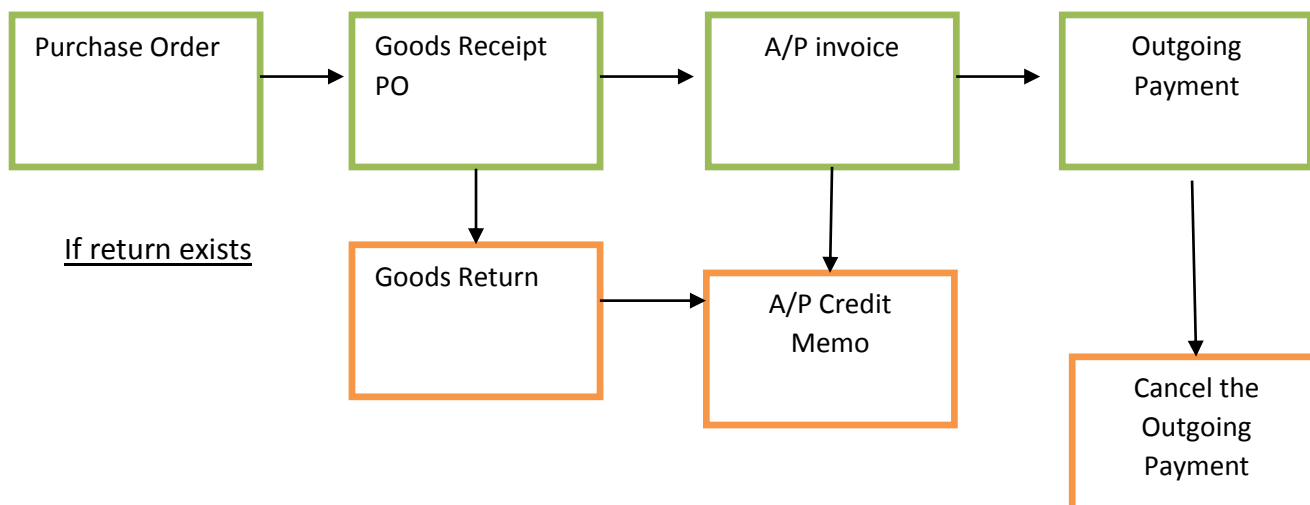 Purchase Order
Goods Receipt
PO
A/P invoice
Outgoing
Payment
If return exists
Goods Return
A/P Credit
Memo
Cancel the
Outgoing
Payment